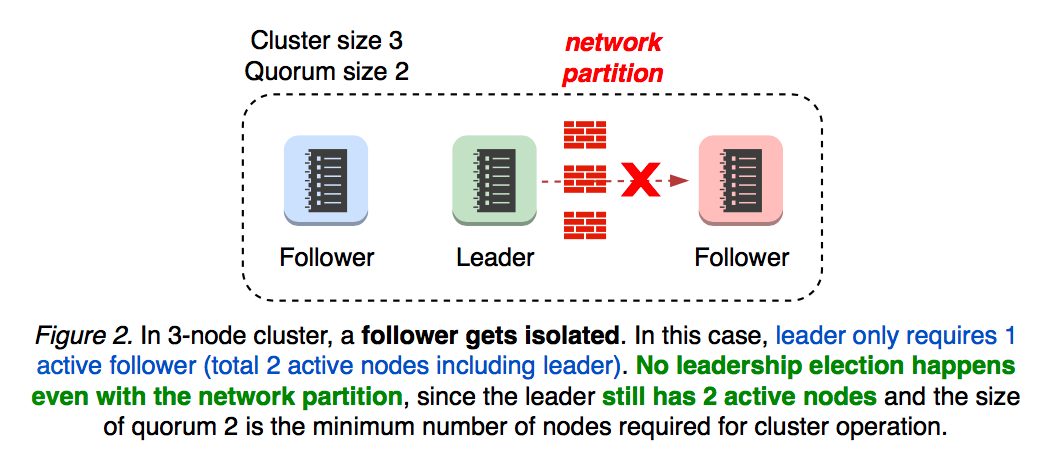 Cluster size 3
Quorum size 2
network
partition
Follower
Leader
Follower
Figure 2. In 3-node cluster, a follower gets isolated. In this case, leader only requires 1
active follower (total 2 active nodes including leader). No leadership election happens
even with the network partition, since the leader still has 2 active nodes and the size
of quorum 2 is the minimum number of nodes required for cluster operation.